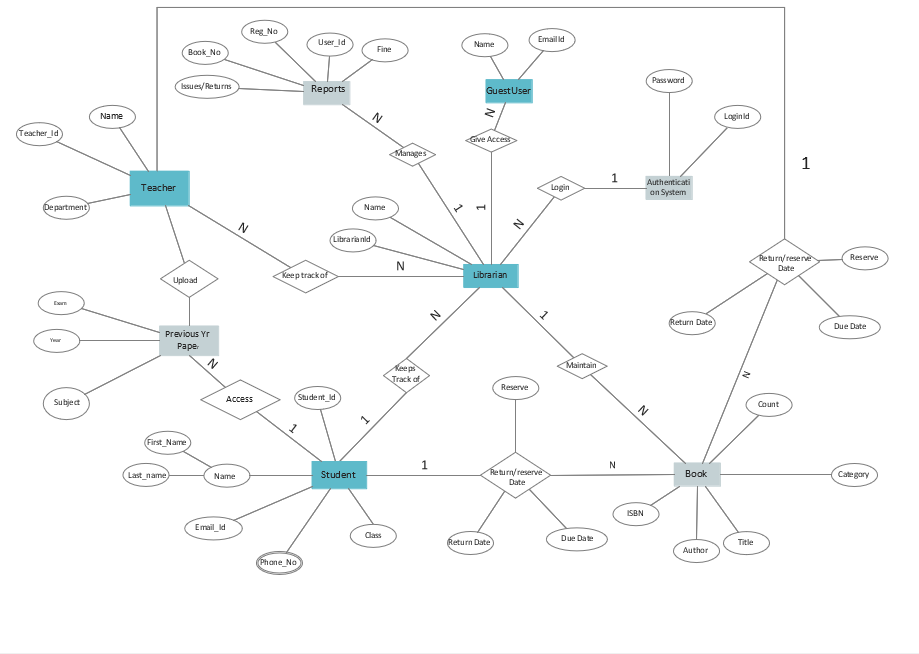 Reg_No
User_Id
Fine
Book_No
Issues/Returns
Reports
Name
EmailId
GuestUser
Password
LoginId
N
N
Give Access
Manages
Name
Teacher_Id
Teacher
Department
Authenticati
on System
Login
1
1
1
1
N
Name
LibrarianId
N
Keep track of
N
Librarian
Upload
Return/reserve
Date
Reserve
Return Date
Due Date
Exam
Year
Subject
Previous Yr
Paper
N
N
1
Maintain
Keeps
Track of
N
Access
1
Student_Id
1
Reserve
N
Count
First_Name
Last_name
Name
Student
1
Return/reserve
Date
N
Book
Category
Email_Id
Phone_No
Class
Return Date
Due Date
ISBN
Author
Title